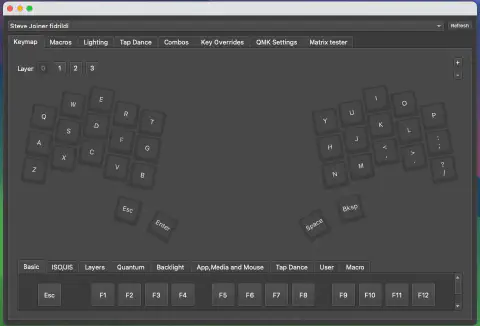 Steve Joiner fidrildi
Refresh
Keymap Macros Lighting Tap Dance Combos Key Overrides QMK Settings Matrix tester
Layer 0 1 2 3
+
-
Q W E R T
A S D F G
Z X C V B
Esc Enter
Y U I O P
H J K L : ;
N M < , > . ? /
Space Bksp
Basic ISO/JIS Layers Quantum Backlight App,Media and Mouse Tap Dance User Macro
Esc F1 F2 F3 F4 F5 F6 F7 F8 F9 F10 F11 F12